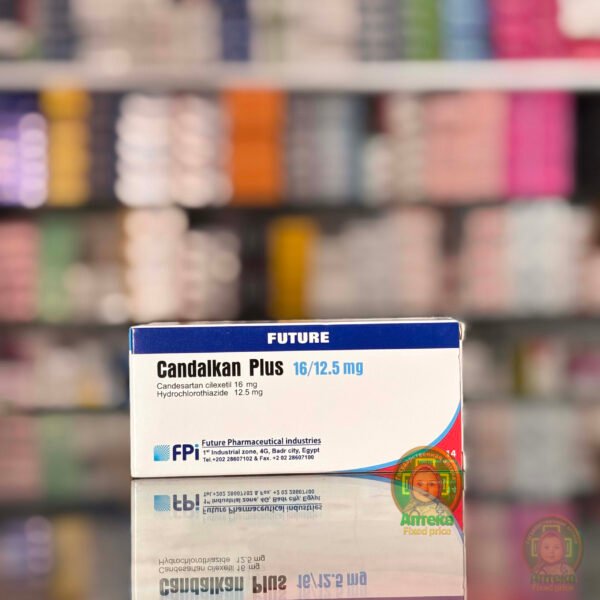 FUTURE
Candalkan Plus 16/12.5 mg
Candesartan cilexetil 16 mg
Hydrochlorothiazide 12.5 mg
FPi
Future Pharmaceutical industries
1st Industrial zone, 4G, Badr city, Egypt
Tel.+202 28607102 & Fax. +2 02 28607100
14
Аптека
Fixed price
Аптека
Fixed price